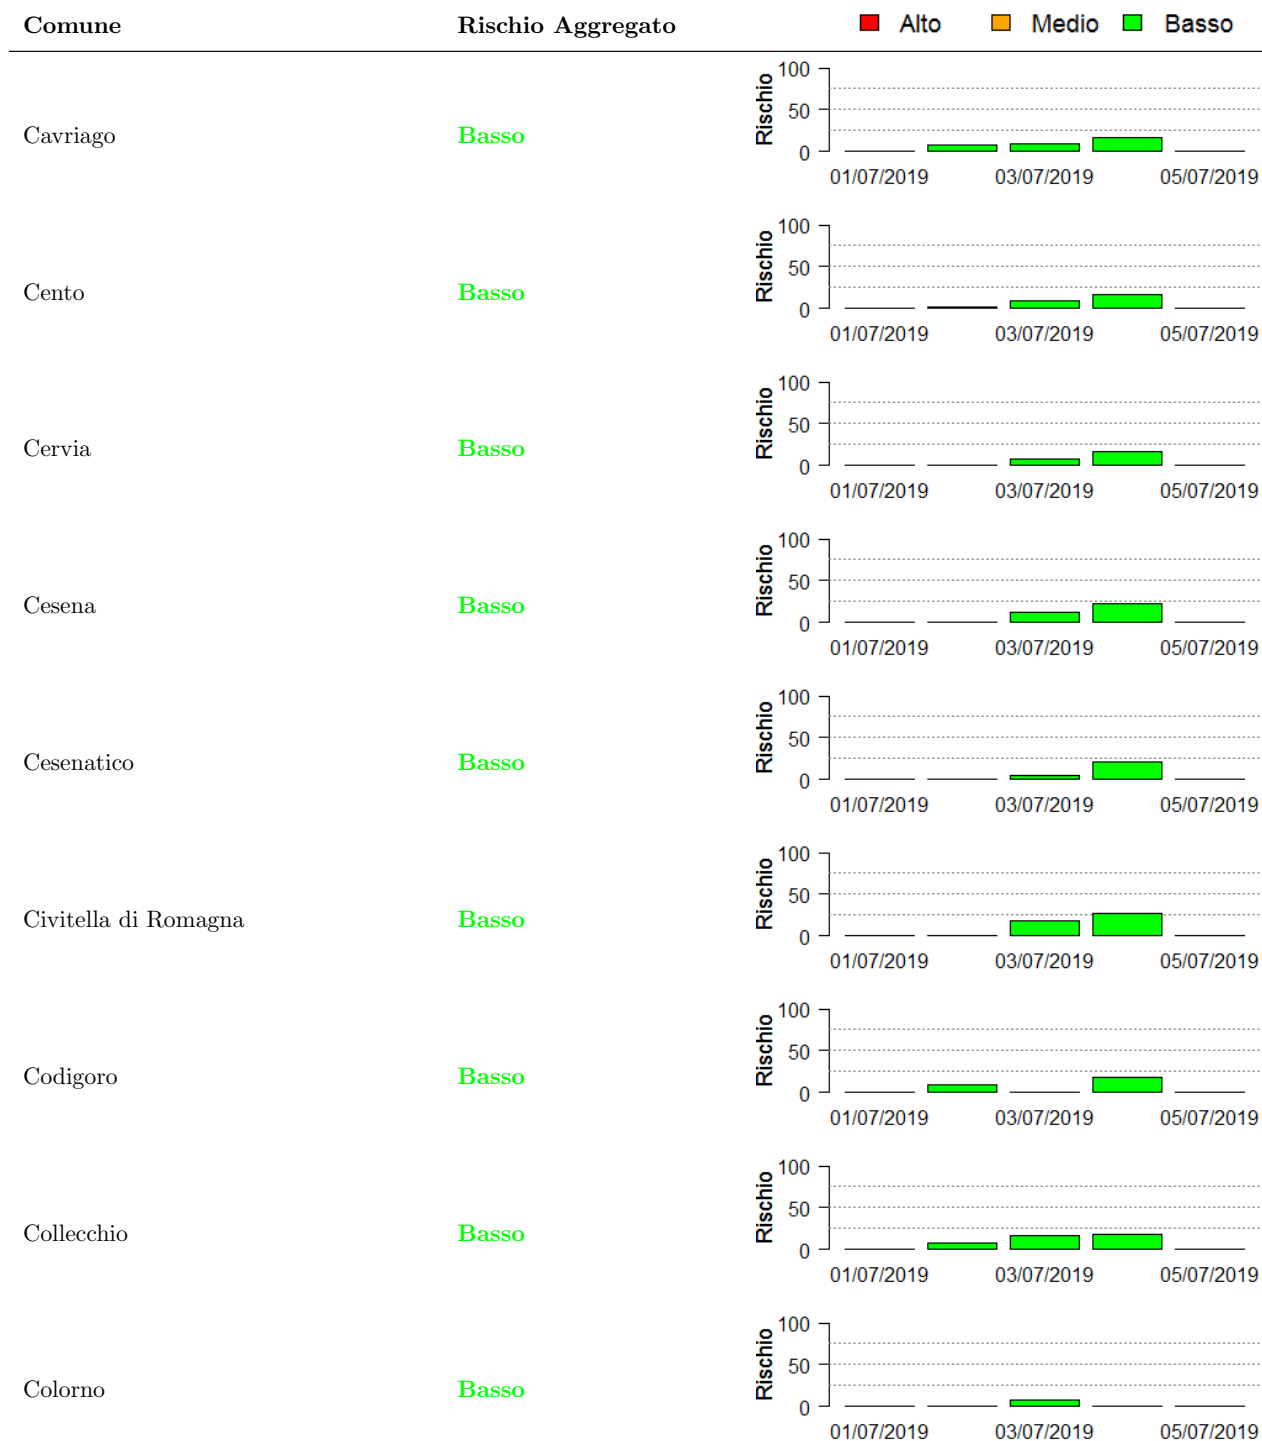 Comune Rischio Aggregato Alto Medio Basso
Cavriago Basso Rischio 100 50 0
01/07/2019 03/07/2019 05/07/2019
Cento Basso Rischio 100 50 0
01/07/2019 03/07/2019 05/07/2019
Cervia Basso Rischio 100 50 0
01/07/2019 03/07/2019 05/07/2019
Cesena Basso Rischio 100 50 0
01/07/2019 03/07/2019 05/07/2019
Cesenatico Basso Rischio 100 50 0
01/07/2019 03/07/2019 05/07/2019
Civitella di Romagna Basso Rischio 100 50 0
01/07/2019 03/07/2019 05/07/2019
Codigoro Basso Rischio 100 50 0
01/07/2019 03/07/2019 05/07/2019
Collecchio Basso Rischio 100 50 0
01/07/2019 03/07/2019 05/07/2019
Colorno Basso Rischio 100 50 0
01/07/2019 03/07/2019 05/07/2019